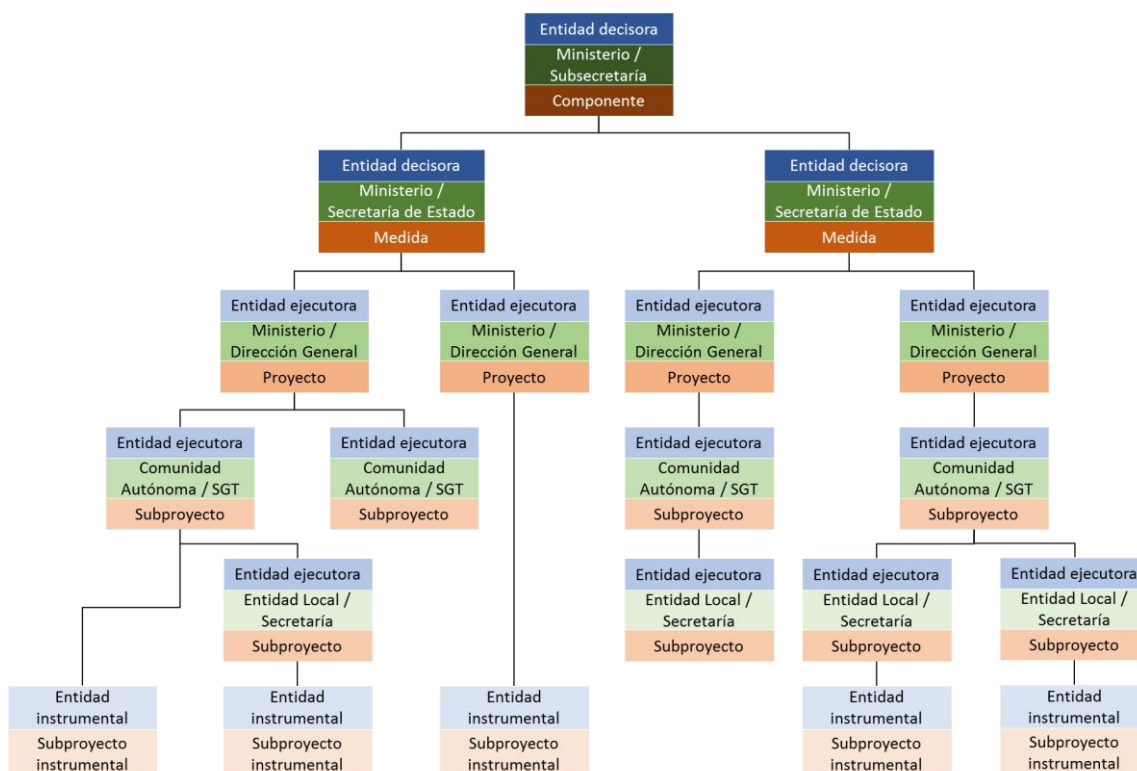 Entidad decisora
Ministerio /
Subsecretaría
Componente
Entidad decisora
Ministerio /
Secretaría de Estado
Medida
Entidad decisora
Ministerio /
Secretaría de Estado
Medida
Entidad ejecutora
Ministerio /
Dirección General
Proyecto
Entidad ejecutora
Ministerio /
Dirección General
Proyecto
Entidad ejecutora
Ministerio /
Dirección General
Proyecto
Entidad ejecutora
Ministerio /
Dirección General
Proyecto
Entidad ejecutora
Comunidad
Autónoma / SGT
Subproyecto
Entidad ejecutora
Comunidad
Autónoma / SGT
Subproyecto
Entidad ejecutora
Comunidad
Autónoma / SGT
Subproyecto
Entidad ejecutora
Comunidad
Autónoma / SGT
Subproyecto
Entidad ejecutora
Entidad Local /
Secretaría
Subproyecto
Entidad ejecutora
Entidad Local /
Secretaría
Subproyecto
Entidad ejecutora
Entidad Local /
Secretaría
Subproyecto
Entidad ejecutora
Entidad Local /
Secretaría
Subproyecto
Entidad
instrumental
Subproyecto
instrumental
Entidad
instrumental
Subproyecto
instrumental
Entidad
instrumental
Subproyecto
instrumental
Entidad
instrumental
Subproyecto
instrumental
Entidad
instrumental
Subproyecto
instrumental